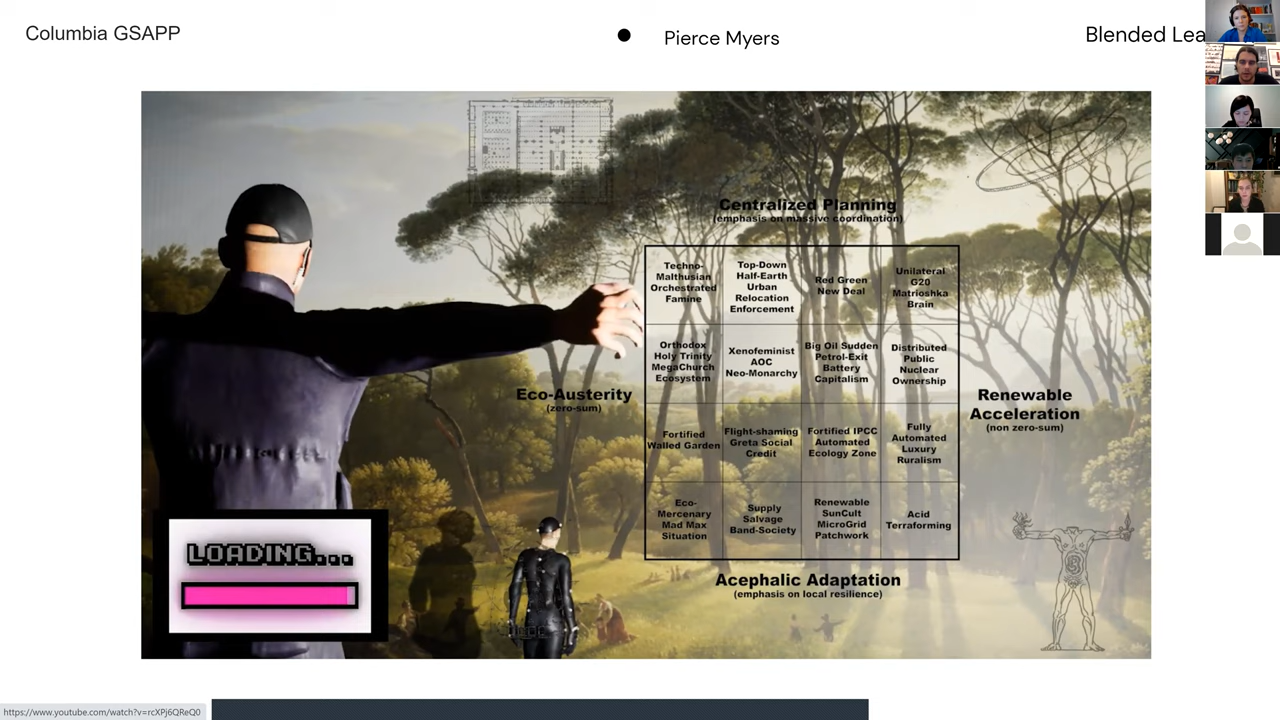 Columbia GSAPP
Pierce Myers
Blended Lea
Centralized Planning
(emphasis on massive coordination)
Techno-
Malthusian
Orchestrated
Famine
Top-Down
Half-Earth
Urban
Relocation
Enforcement
Red Green
New Deal
Unilateral
G20
Matrioshka
Brain
Orthodox
Holy Trinity
MegaChurch
Ecosystem
Xenofeminist
AOC
Neo-Monarchy
Big Oil Sudden
Petrol-Exit
Battery
Capitalism
Distributed
Public
Nuclear
Ownership
Eco-Austerity
(zero-sum)
Renewable
Acceleration
(non zero-sum)
Fortified
Walled Garden
Flight-shaming
Greta Social
Credit
Fortified IPCC
Automated
Ecology Zone
Fully
Automated
Luxury
Ruralism
Eco-
Mercenary
Mad Max
Situation
Supply
Salvage
Band-Society
Renewable
SunCult
MicroGrid
Patchwork
Acid
Terraforming
Acephalic Adaptation
(emphasis on local resilience)
LOADING...
https://www.youtube.com/watch?v=rcXPj6QReQ0